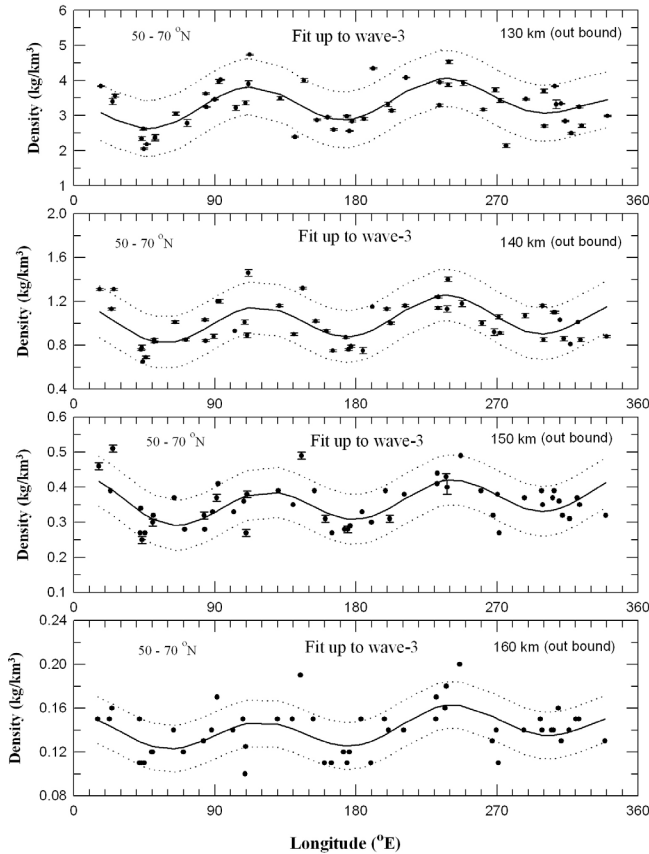 6
50 - 70 °N
Fit up to wave-3
130 km (out bound)
5
4
3
2
1
Density (kg/km³)
0
90
180
270
360
2.0
50 - 70 °N
Fit up to wave-3
140 km (out bound)
1.6
1.2
0.8
0.4
Density (kg/km³)
0
90
180
270
360
0.6
50 - 70 °N
Fit up to wave-3
150 km (out bound)
0.5
0.4
0.3
0.2
0.1
Density (kg/km³)
0
90
180
270
360
0.24
50 - 70 °N
Fit up to wave-3
160 km (out bound)
0.20
0.16
0.12
0.08
Density (kg/km³)
0
90
180
270
360
Longitude (°E)